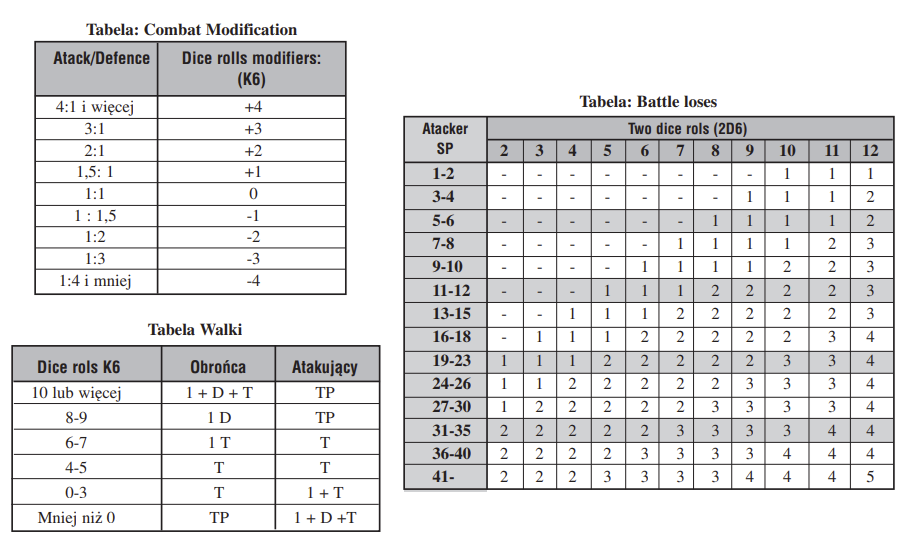 Tabela: Combat Modification
Atack/Defence Dice rolls modifiers:
(K6)
4:1 i więcej +4
3:1 +3
2:1 +2
1,5: 1 +1
1:1 0
1 : 1,5 -1
1:2 -2
1:3 -3
1:4 i mniej -4
Tabela Walki
Dice rols K6 Obrońca Atakujący
10 lub więcej 1 + D + T TP
8-9 1 D TP
6-7 1 T T
4-5 T T
0-3 T 1 + T
Mniej niż 0 TP 1 + D +T
Tabela: Battle loses
Atacker Two dice rols (2D6)
SP 2 3 4 5 6 7 8 9 10 11 12
1-2 - - - - - - - - 1 1 1
3-4 - - - - - - - 1 1 1 2
5-6 - - - - - - 1 1 1 1 2
7-8 - - - - - 1 1 1 1 2 3
9-10 - - - - 1 1 1 1 2 2 3
11-12 - - - 1 1 1 2 2 2 2 3
13-15 - - 1 1 1 2 2 2 2 2 3
16-18 - 1 1 1 2 2 2 2 2 3 4
19-23 1 1 1 2 2 2 2 2 3 3 4
24-26 1 1 2 2 2 2 2 3 3 3 4
27-30 1 2 2 2 2 2 3 3 3 3 4
31-35 2 2 2 2 2 3 3 3 3 4 4
36-40 2 2 2 2 3 3 3 3 4 4 4
41- 2 2 2 3 3 3 3 4 4 4 5